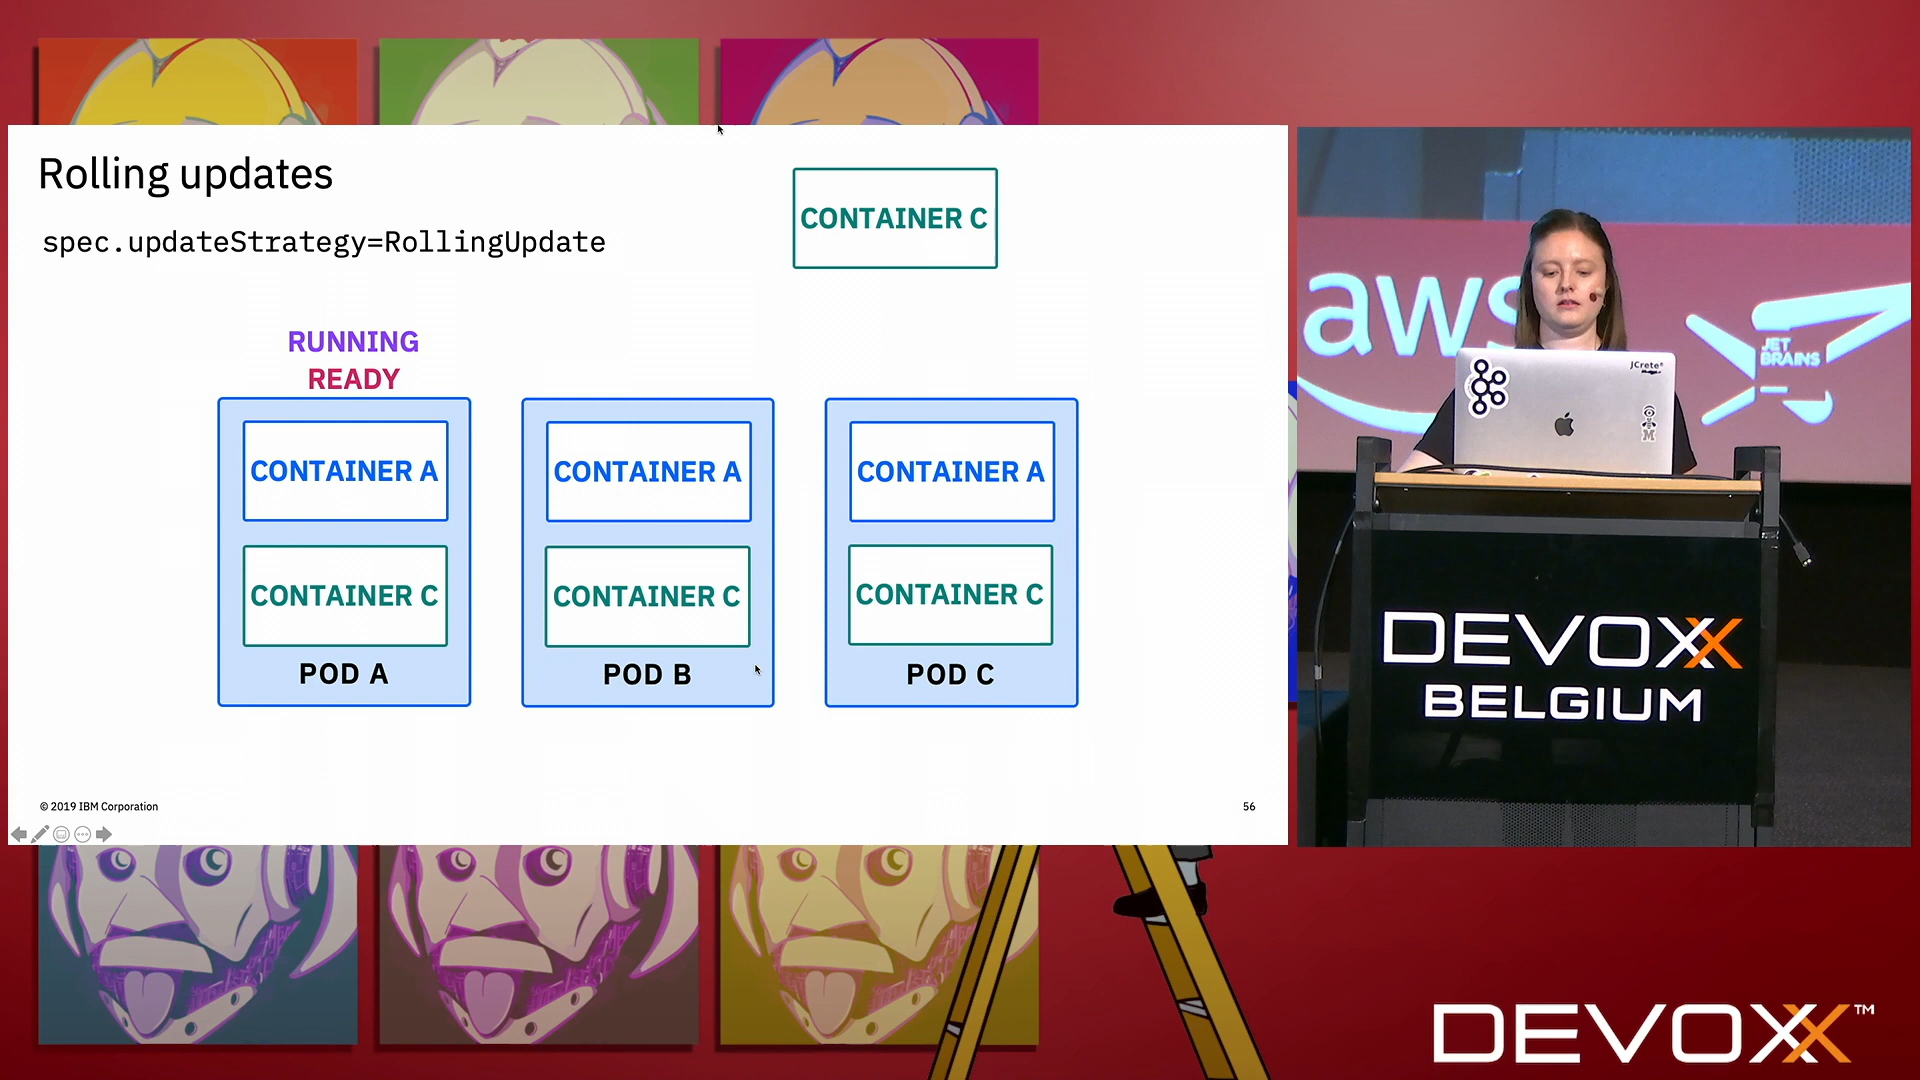 Rolling updates
spec.updateStrategy=RollingUpdate
CONTAINER C
RUNNING
READY
CONTAINER A
CONTAINER C
POD A
CONTAINER A
CONTAINER C
POD B
CONTAINER A
CONTAINER C
POD C
© 2019 IBM Corporation
56
aws
JET
BRAINS
JCrete
DEVOXX
BELGIUM
DEVOXX™